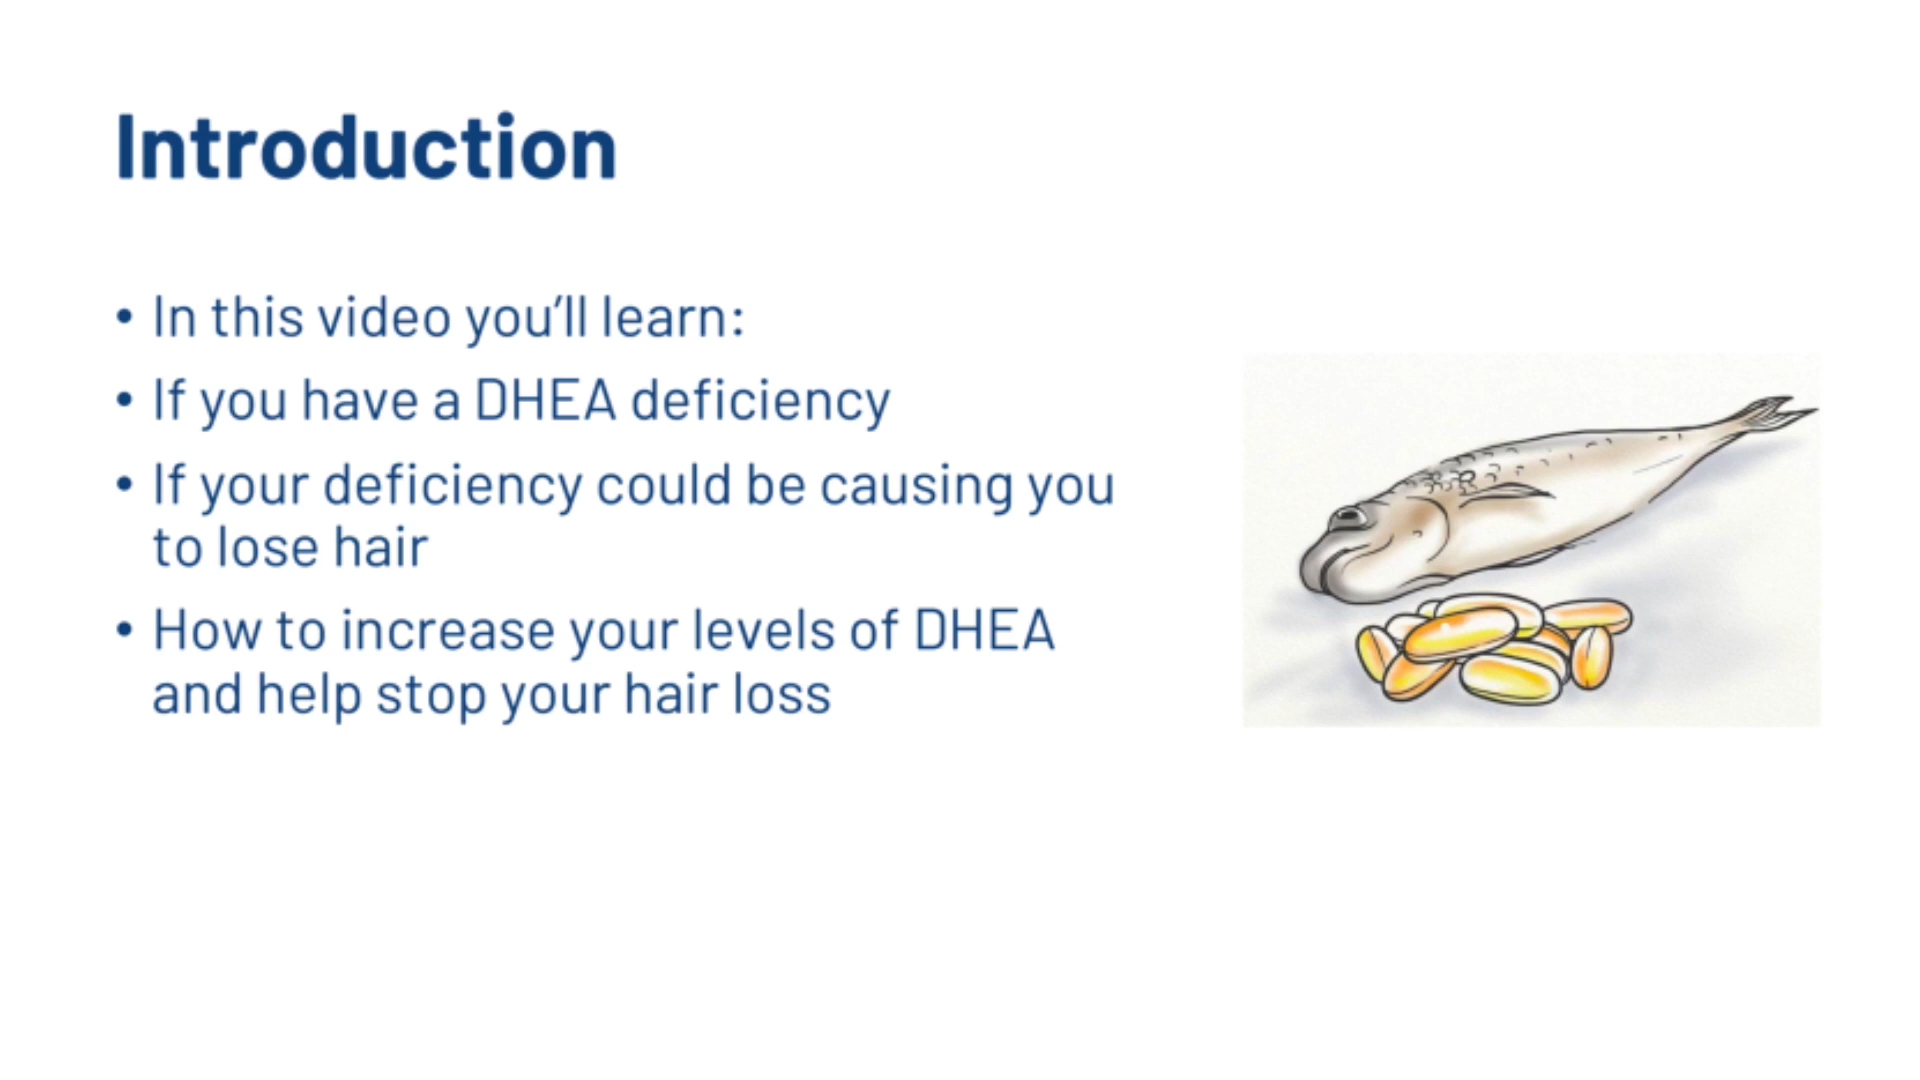 Introduction
• In this video you’ll learn:
• If you have a DHEA deficiency
• If your deficiency could be causing you
to lose hair
• How to increase your levels of DHEA
and help stop your hair loss